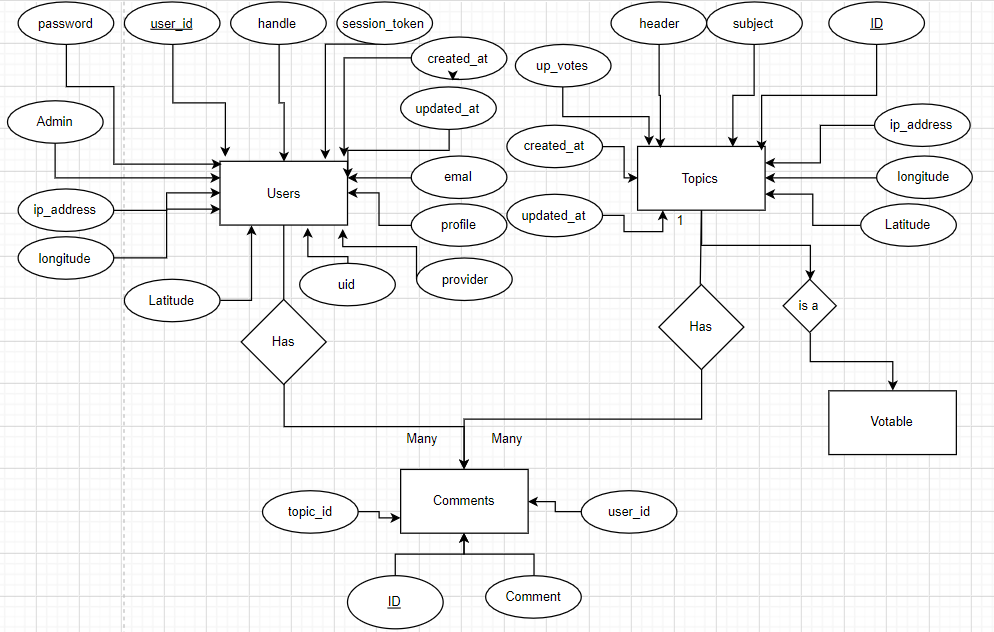 password
user_id
handle
session_token
header
subject
ID
created_at
up_votes
updated_at
Admin
ip_address
created_at
emal
longitude
Topics
Users
ip_address
profile
updated_at
1
Latitude
longitude
uid
provider
Latitude
is a
Has
Has
Votable
Many
Many
Comments
topic_id
user_id
ID
Comment